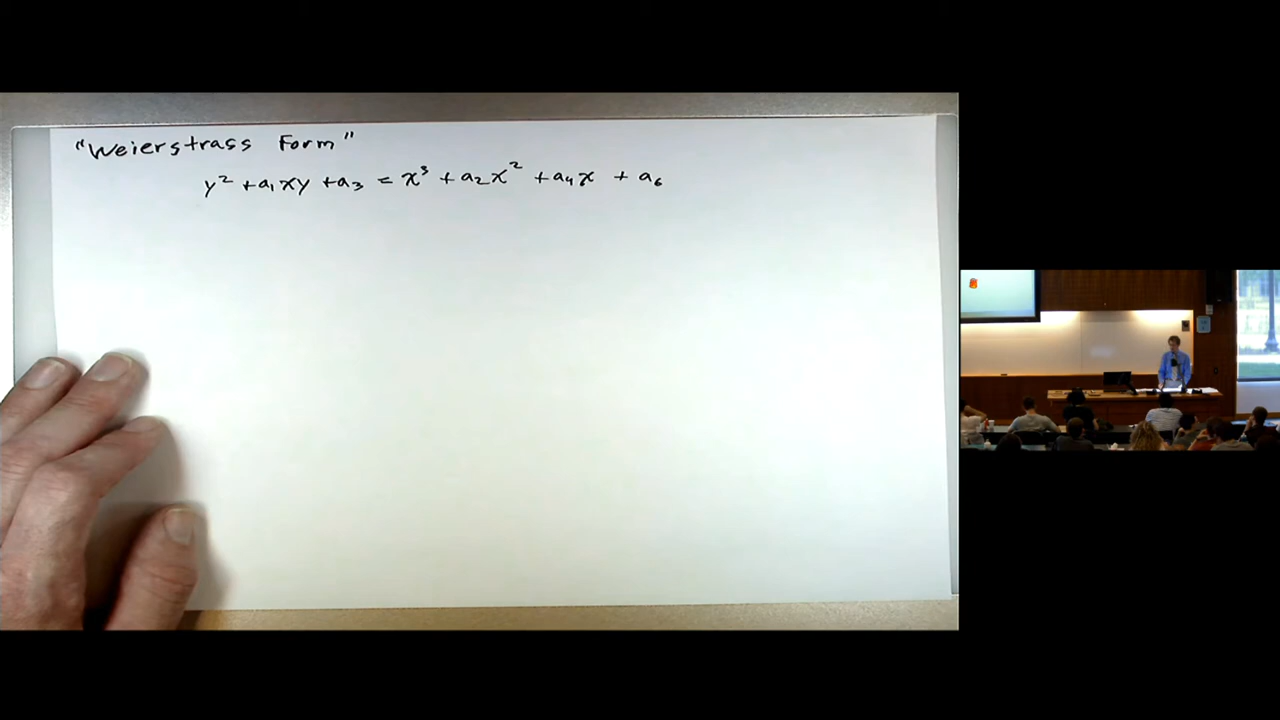 "Weierstrass Form"
y² + a₁xy + a₃ = x³ + a₂x² + a₄x + a₆